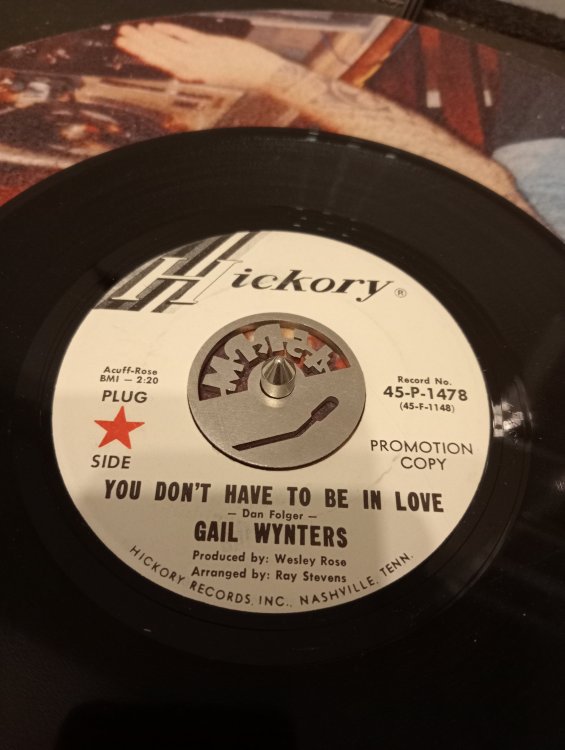 Hickory®
Acuff-Rose
BMI — 2:20
PLUG
SIDE
Record No.
45-P-1478
(45-F-1148)
PROMOTION
COPY
YOU DON'T HAVE TO BE IN LOVE
— Dan Folger —
GAIL WYNTERS
Produced by: Wesley Rose
Arranged by: Ray Stevens
HICKORY RECORDS, INC., NASHVILLE, TENN.